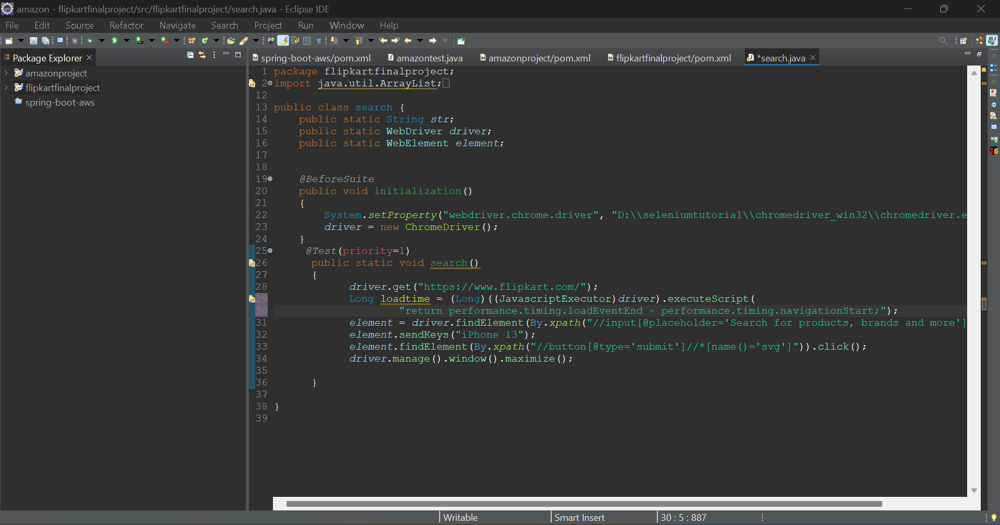 amazon - flipkartfinalproject/src/flipkartfinalproject/search.java - Eclipse IDE
File Edit Source Refactor Navigate Search Project Run Window Help
Package Explorer
spring-boot-aws/pom.xml amazontest.java amazonproject/pom.xml flipkartfinalproject/pom.xml *search.java
amazonproject
flipkartfinalproject
spring-boot-aws
1 package flipkartfinalproject;
2 import java.util.ArrayList;
12
13 public class search {
14 public static String str;
15 public static WebDriver driver;
16 public static WebElement element;
17
18
19 @BeforeSuite
20 public void initialization()
21 {
22 System.setProperty("webdriver.chrome.driver", "D:\\seleniumtutorial\\chromedriver_win32\\chromedriver.e
23 driver = new ChromeDriver();
24 }
25 @Test(priority=1)
26 public static void search()
27 {
28 driver.get("https://www.flipkart.com/");
29 Long loadtime = (Long)((JavascriptExecutor)driver).executeScript(
30 "return performance.timing.loadEventEnd - performance.timing.navigationStart;");
31 element = driver.findElement(By.xpath("//input[@placeholder='Search for products, brands and more']
32 element.sendKeys("iPhone 13");
33 element.findElement(By.xpath("//button[@type='submit']//*[name()='svg']")).click();
34 driver.manage().window().maximize();
35
36 }
37
38 }
39
Writable Smart Insert 30 : 5 : 887